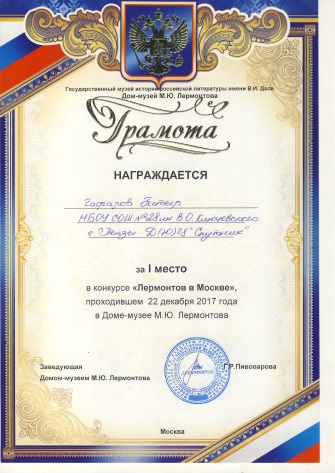 Государственный музей истории российской литературы имени В.И. Даля
Дом-музей М.Ю. Лермонтова
Грамота
НАГРАЖДАЕТСЯ
Гафаров Тимур
МБОУ СОШ №28 им. В.О. Ключевского
г. Пензы Д(Ю)Ц "Спутник"
за I место
в конкурсе «Лермонтов в Москве»,
проходившем 22 декабря 2017 года
в Доме-музее М.Ю. Лермонтова
Заведующая Г.Р.Пивоварова
Домом-музеем М.Ю. Лермонтова
Москва